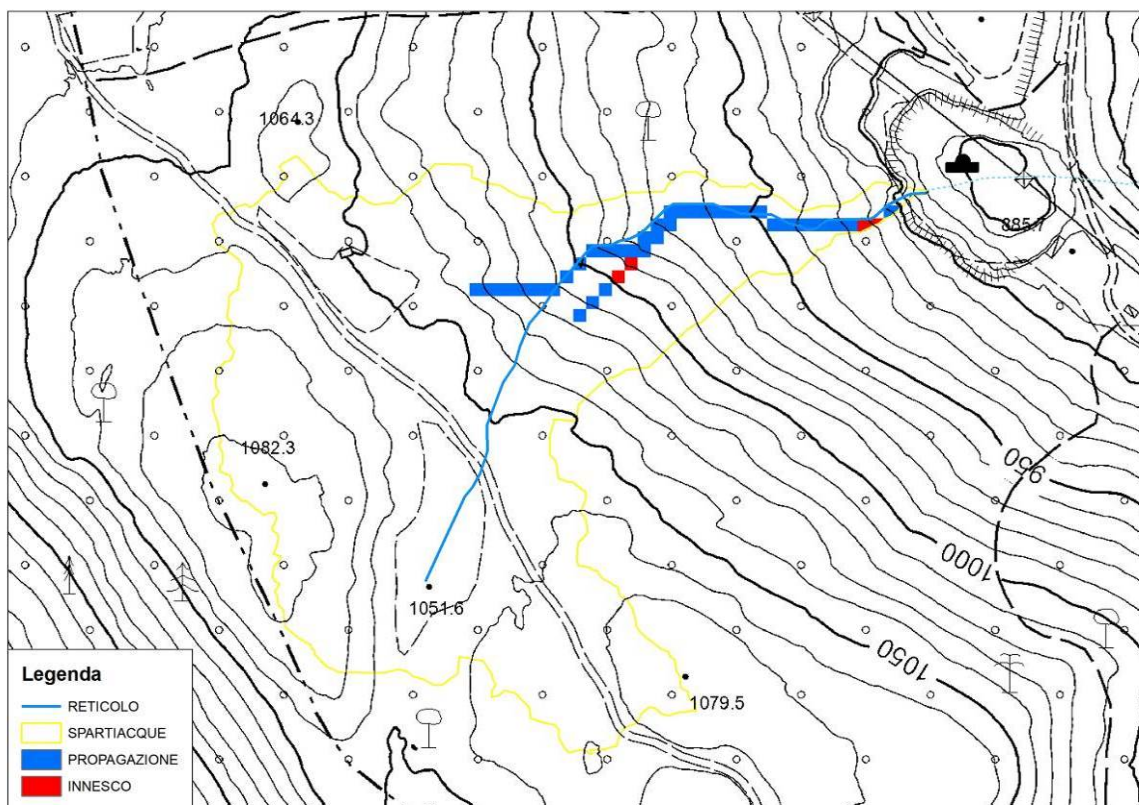 1064.3
885.7
1082.3
950
1000
1051.6
1050
1079.5
Legenda
RETICOLO
SPARTIACQUE
PROPAGAZIONE
INNESCO